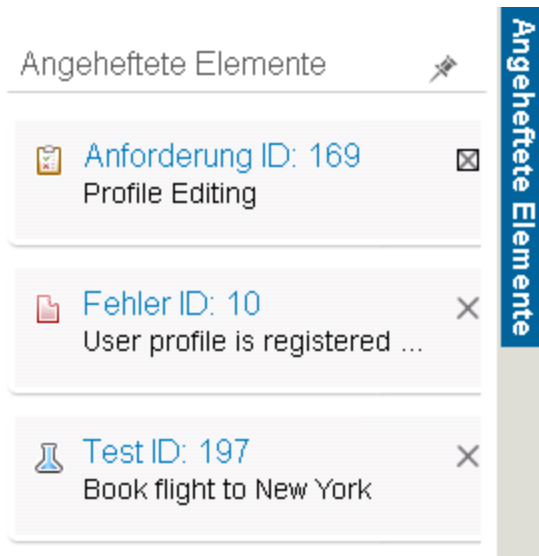 Angeheftete Elemente
Anforderung ID: 169
Profile Editing
Fehler ID: 10
User profile is registered ...
Test ID: 197
Book flight to New York
Angeheftete Elemente